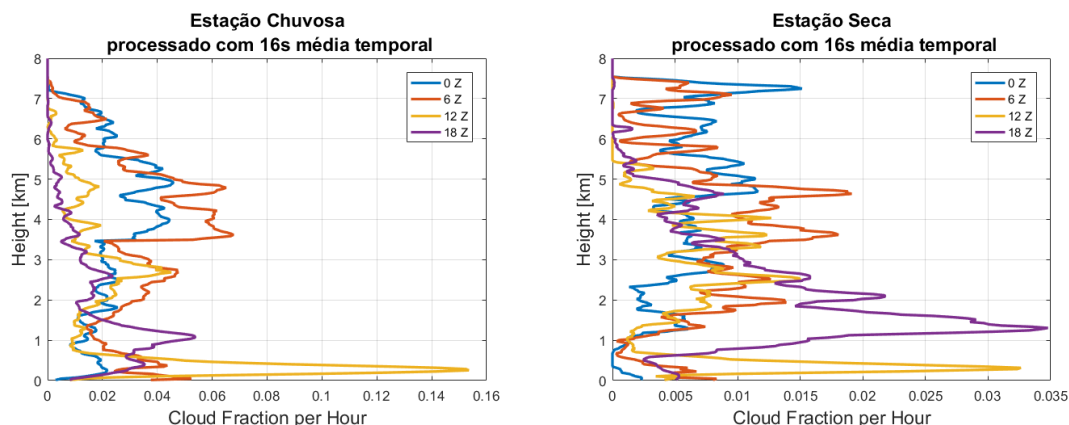 Estação Chuvosa
processado com 16s média temporal
8
7
6
5
4
3
2
1
0
Height [km]
0 Z
6 Z
12 Z
18 Z
0
0.02
0.04
0.06
0.08
0.1
0.12
0.14
0.16
Cloud Fraction per Hour
Estação Seca
processado com 16s média temporal
8
7
6
5
4
3
2
1
0
Height [km]
0 Z
6 Z
12 Z
18 Z
0
0.005
0.01
0.015
0.02
0.025
0.03
0.035
Cloud Fraction per Hour